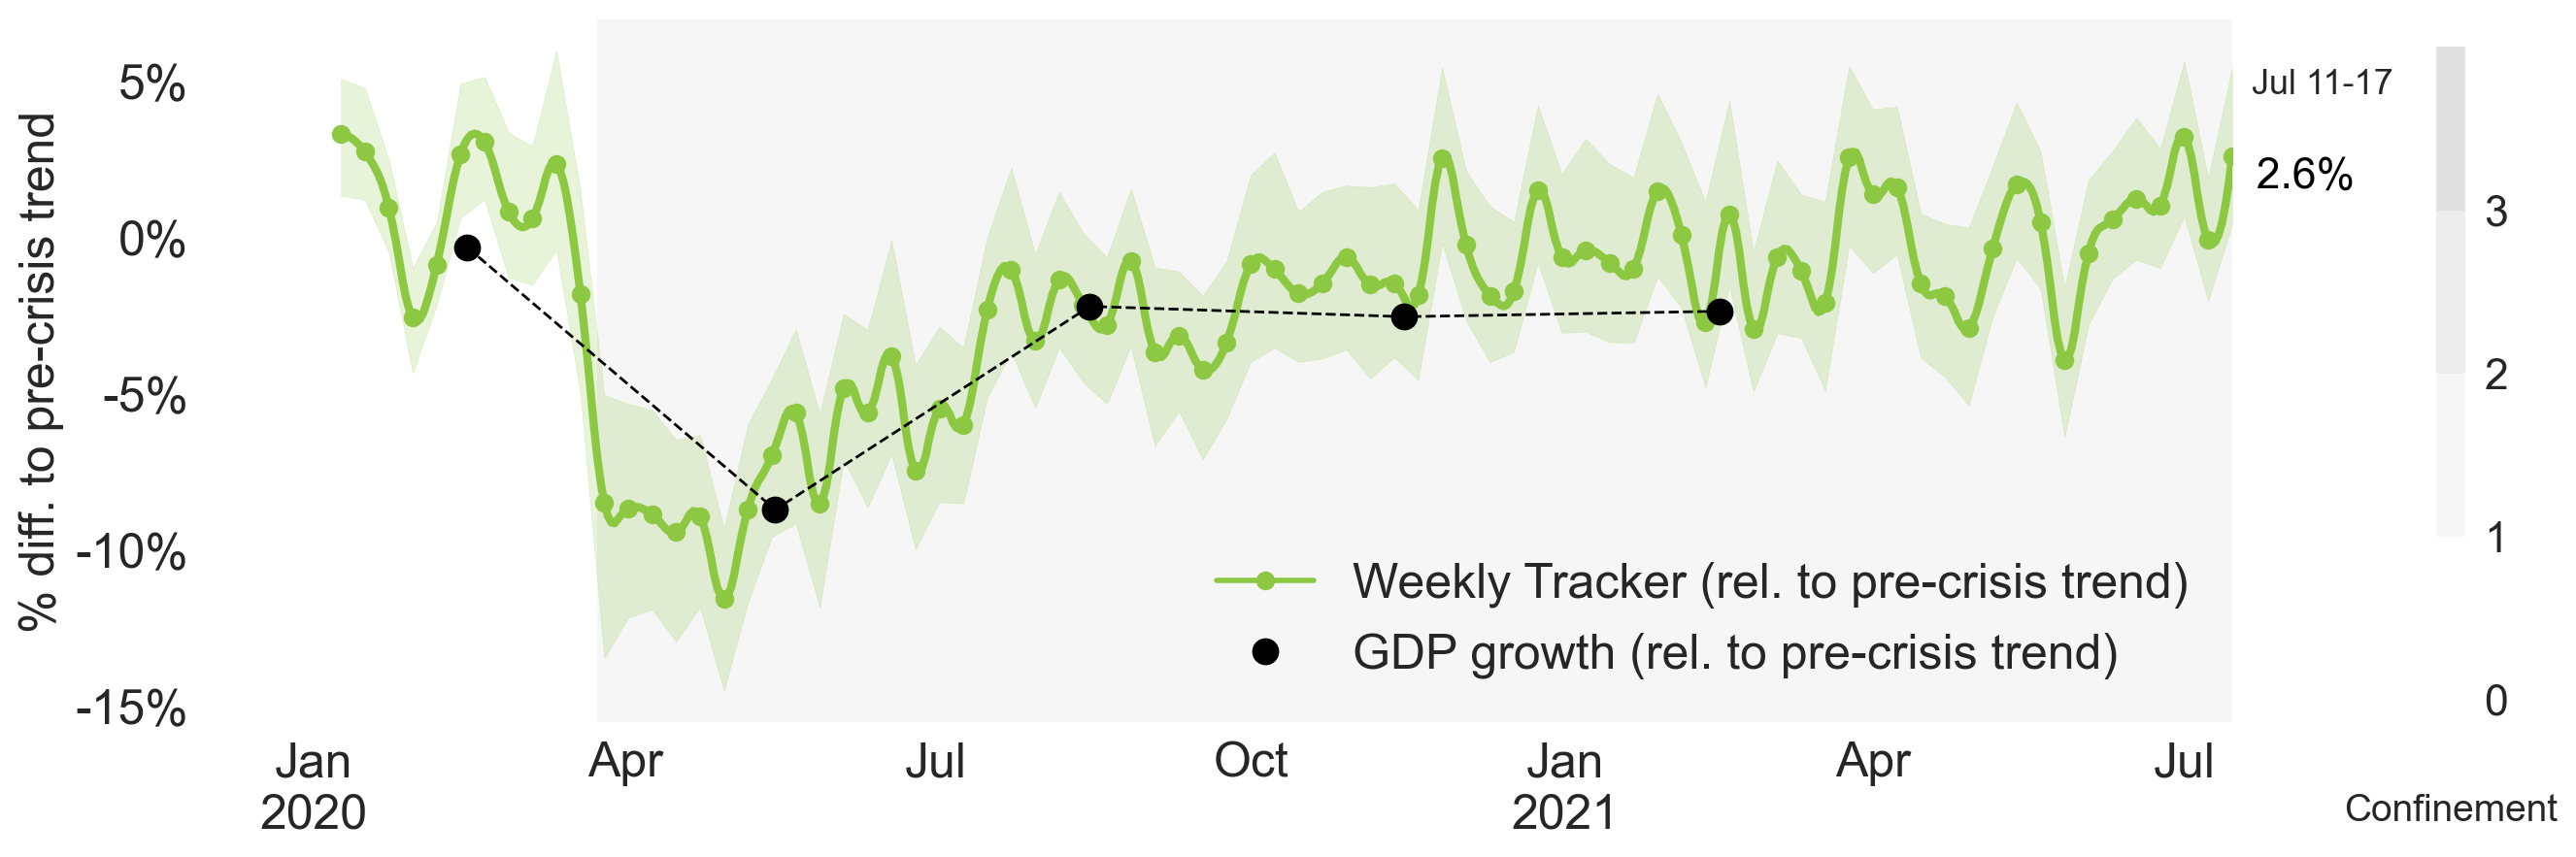 % diff. to pre-crisis trend
5%
0%
-5%
-10%
-15%
Jul 11-17
2.6%
Weekly Tracker (rel. to pre-crisis trend)
GDP growth (rel. to pre-crisis trend)
3
2
1
0
Jan Apr Jul Oct Jan Apr Jul
2020 2021
Confinement